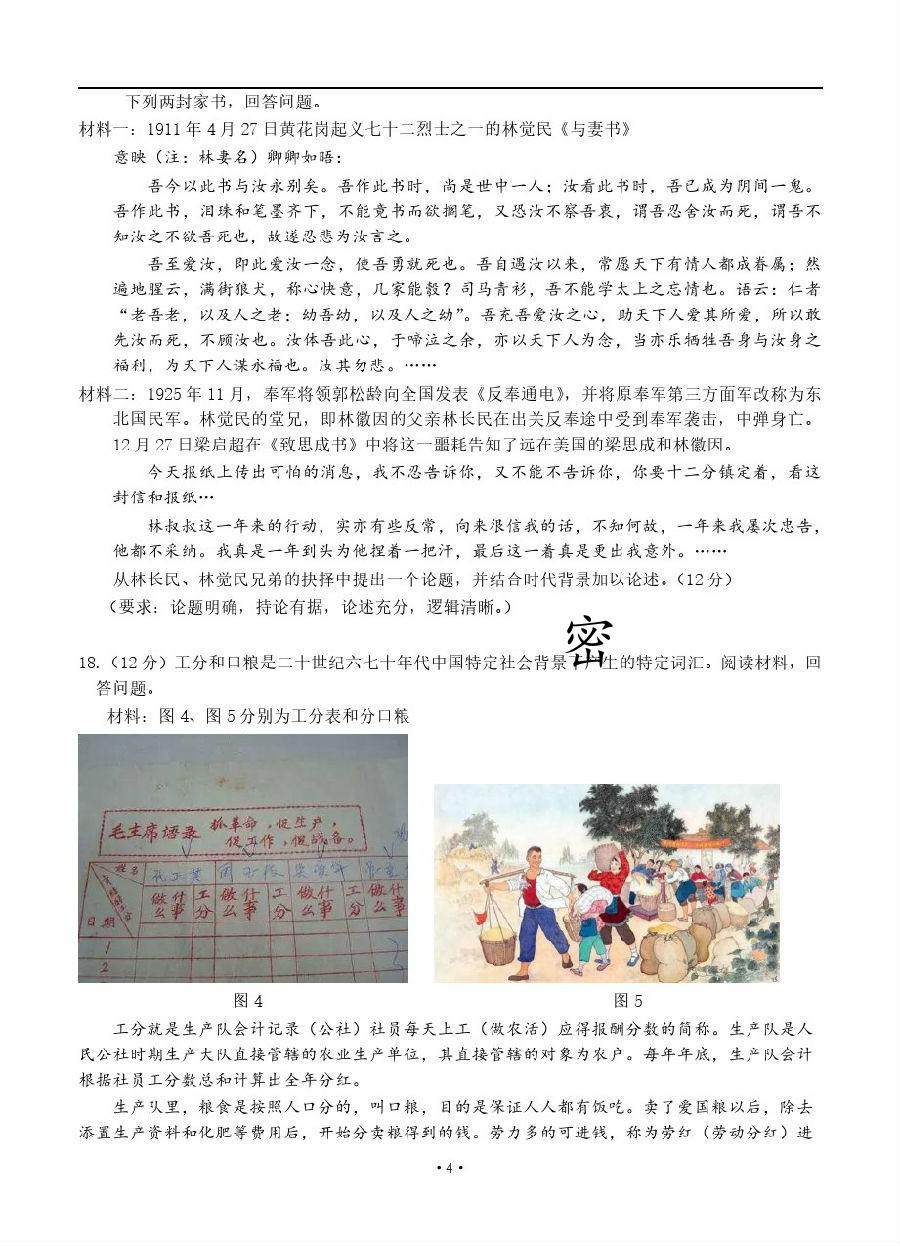 下列两封家书，回答问题。
材料一：1911 年 4 月 27 日黄花岗起义七十二烈士之一的林觉民《与妻书》
意映（注：林妻名）卿卿如晤：
吾今以此书与汝永别矣。吾作此书时，尚是世中一人；汝看此书时，吾已成为阴间一鬼。
吾作此书，泪珠和笔墨齐下，不能竟书而欲搁笔，又恐汝不察吾衷，谓吾忍舍汝而死，谓吾不
知汝之不欲吾死也，故遂忍悲为汝言之。
吾至爱汝，即此爱汝一念，使吾勇就死也。吾自遇汝以来，常愿天下有情人都成眷属；然
遍地腥云，满街狼犬，称心快意，几家能彀？司马青衫，吾不能学太上之忘情也。语云：仁者
“老吾老，以及人之老；幼吾幼，以及人之幼”。吾充吾爱汝之心，助天下人爱其所爱，所以敢
先汝而死，不顾汝也。汝体吾此心，于啼泣之余，亦以天下人为念，当亦乐牺牲吾身与汝身之
福利，为天下人谋永福也。汝其勿悲。……
材料二：1925 年 11 月，奉军将领郭松龄向全国发表《反奉通电》，并将原奉军第三方面军改称为东
北国民军。林觉民的堂兄，即林徽因的父亲林长民在出关反奉途中受到奉军袭击，中弹身亡。
12 月 27 日梁启超在《致思成书》中将这一噩耗告知了远在美国的梁思成和林徽因。
今天报纸上传出可怕的消息，我不忍告诉你，又不能不告诉你，你要十二分镇定着，看这
封信和报纸…
林叔叔这一年来的行动，实亦有些反常，向来很信我的话，不知何故，一年来我屡次忠告，
他都不采纳。我真是一年到头为他捏着一把汗，最后这一着真是更出我意外。……
从林长民、林觉民兄弟的抉择中提出一个论题，并结合时代背景加以论述。（12 分）
（要求：论题明确，持论有据，论述充分，逻辑清晰。）
密
18.（12 分）工分和口粮是二十世纪六七十年代中国特定社会背景下产生的特定词汇。阅读材料，回
答问题。
材料：图 4、图 5 分别为工分表和分口粮
毛主席语录 抓革命，促生产，
促工作，促战备。
姓名
日期
做什么事 工分 做什么事 工分 做什么事 工分 做什么事
1
2
图 4 图 5
工分就是生产队会计记录（公社）社员每天上工（做农活）应得报酬分数的简称。生产队是人
民公社时期生产大队直接管辖的农业生产单位，其直接管辖的对象为农户。每年年底，生产队会计
根据社员工分数总和计算出全年分红。
生产队里，粮食是按照人口分的，叫口粮，目的是保证人人都有饭吃。卖了爱国粮以后，除去
添置生产资料和化肥等费用后，开始分卖粮得到的钱。劳力多的可进钱，称为劳红（劳动分红）进
·4·